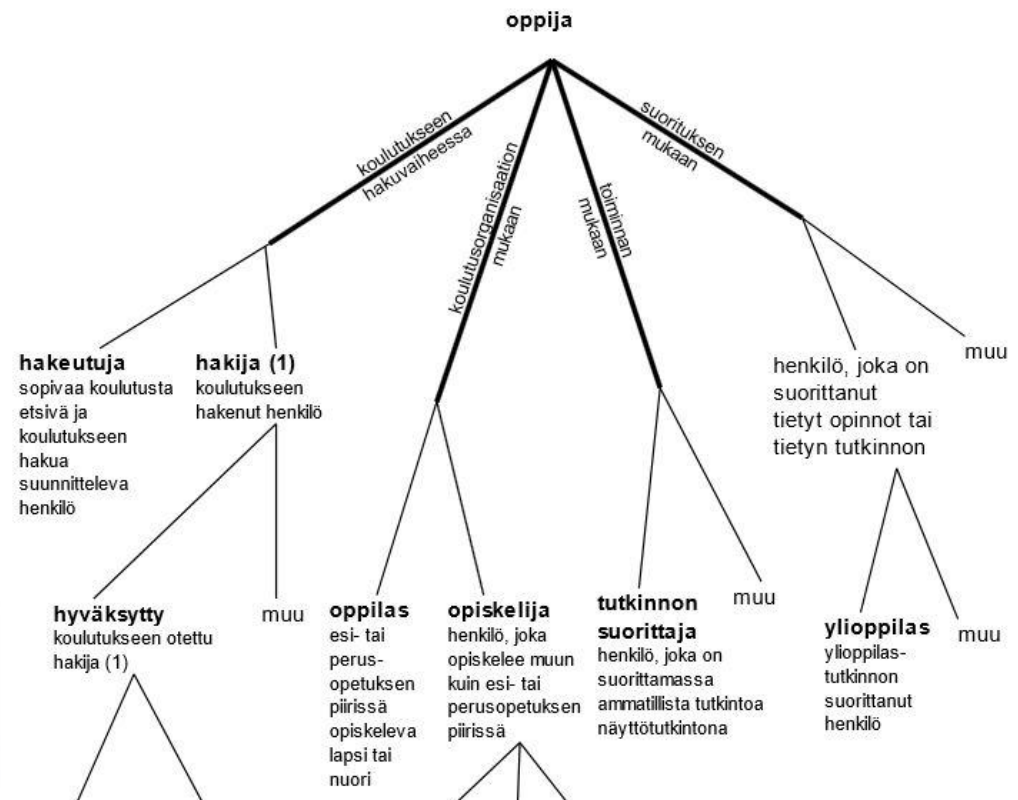 oppija
koulutukseen
hakuvaiheessa
koulutusorganisaation
mukaan
toiminnan
mukaan
suorituksen
mukaan
hakeutuja
sopivaa koulutusta
etsivä ja
koulutukseen
hakua
suunnitteleva
henkilö
hakija (1)
koulutukseen
hakenut henkilö
henkilö, joka on
suorittanut
tietyt opinnot tai
tietyn tutkinnon
muu
hyväksytty
koulutukseen otettu
hakija (1)
muu
oppilas
esi- tai
perus-
opetuksen
piirissä
opiskeleva
lapsi tai
nuori
opiskelija
henkilö, joka
opiskelee muun
kuin esi- tai
perusopetuksen
piirissä
tutkinnon
suorittaja
henkilö, joka on
suorittamassa
ammatillista tutkintoa
näyttötutkintona
muu
ylioppilas
ylioppilas-
tutkinnon
suorittanut
henkilö
muu